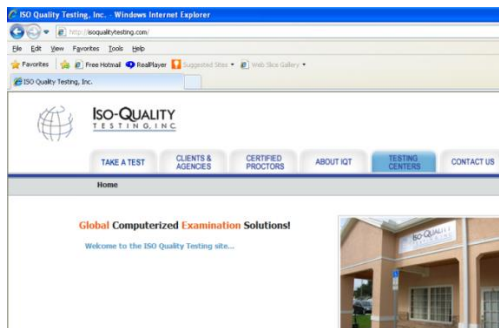 ISO Quality Testing, Inc. - Windows Internet Explorer
http://isoqualitytesting.com/
File Edit View Favorites Tools Help
Favorites Free Hotmail RealPlayer Suggested Sites Web Slice Gallery
ISO Quality Testing, Inc.
ISO-QUALITY
TESTING, INC
TAKE A TEST
CLIENTS &
AGENCIES
CERTIFIED
PROCTORS
ABOUT IQT
TESTING
CENTERS
CONTACT US
Home
Global Computerized Examination Solutions!
Welcome to the ISO Quality Testing site...
ISO-QUALITY